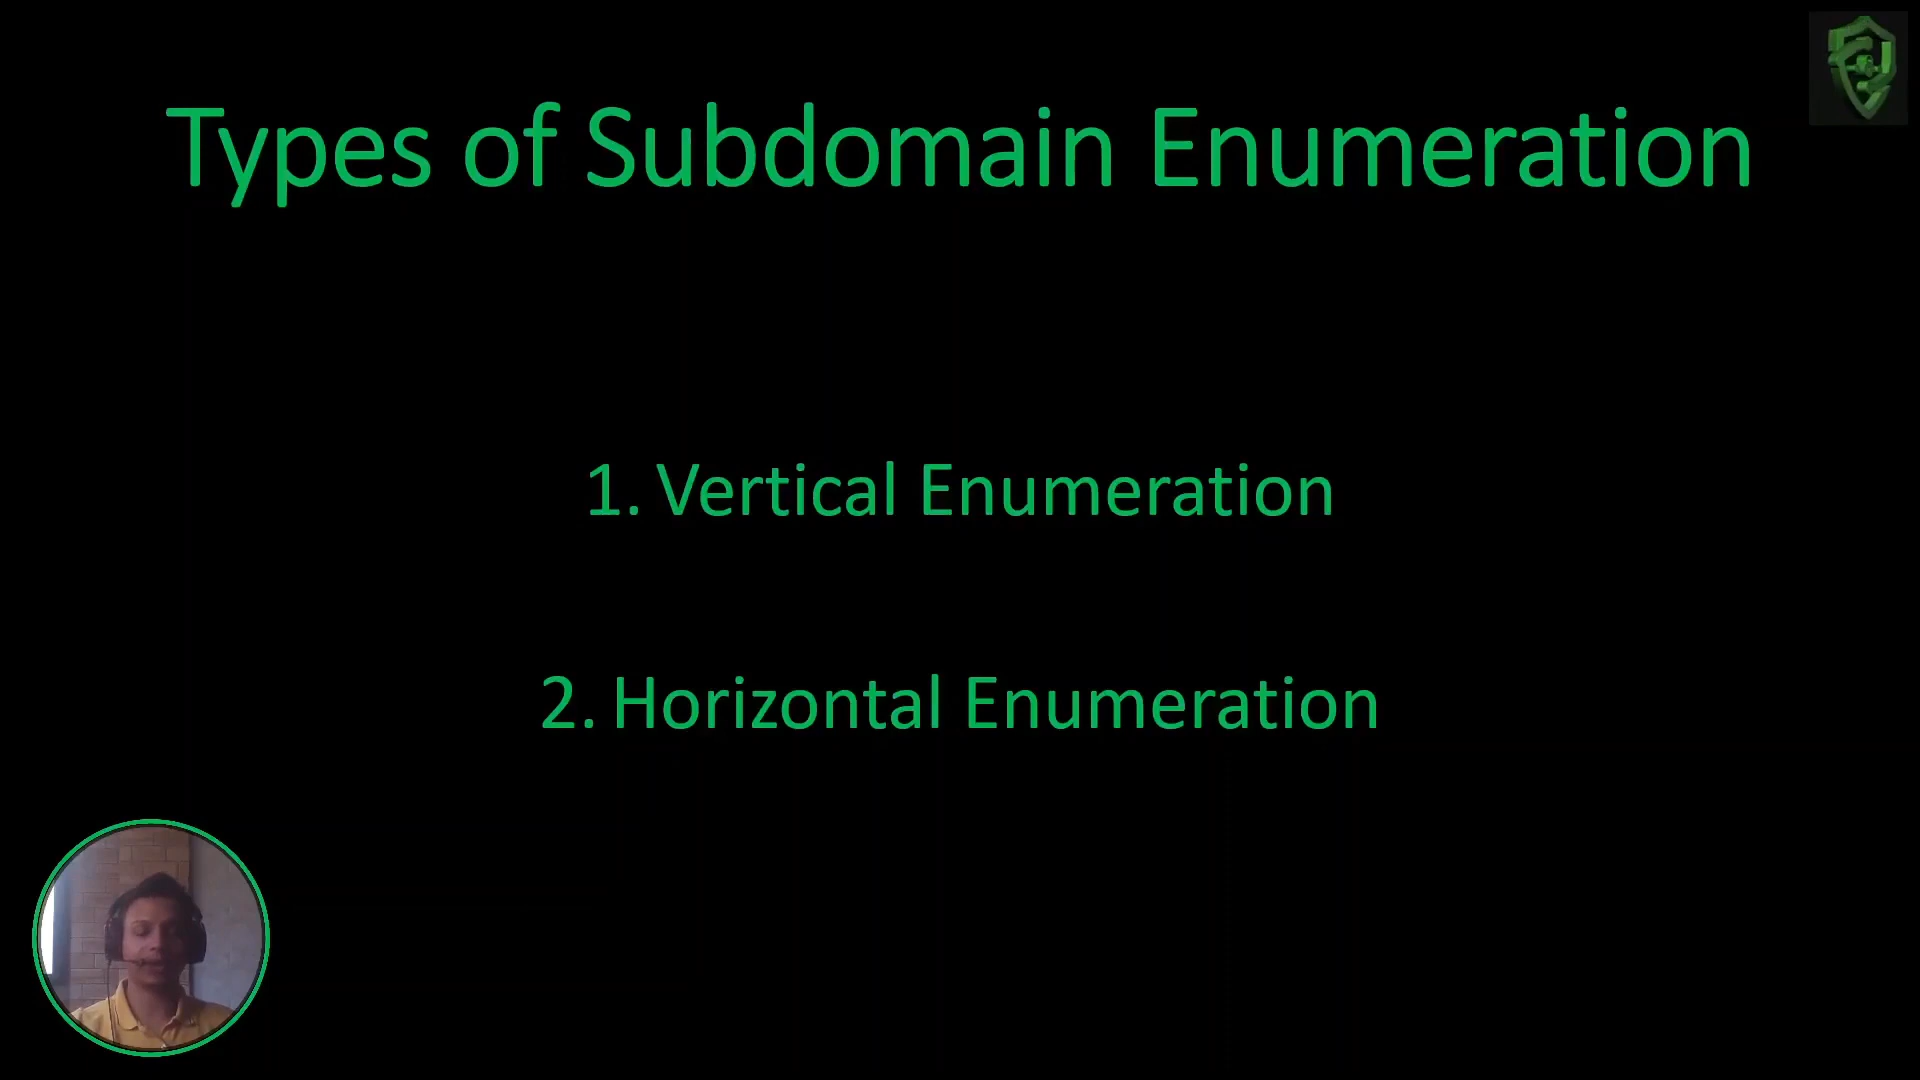 Types of Subdomain Enumeration
1. Vertical Enumeration
2. Horizontal Enumeration